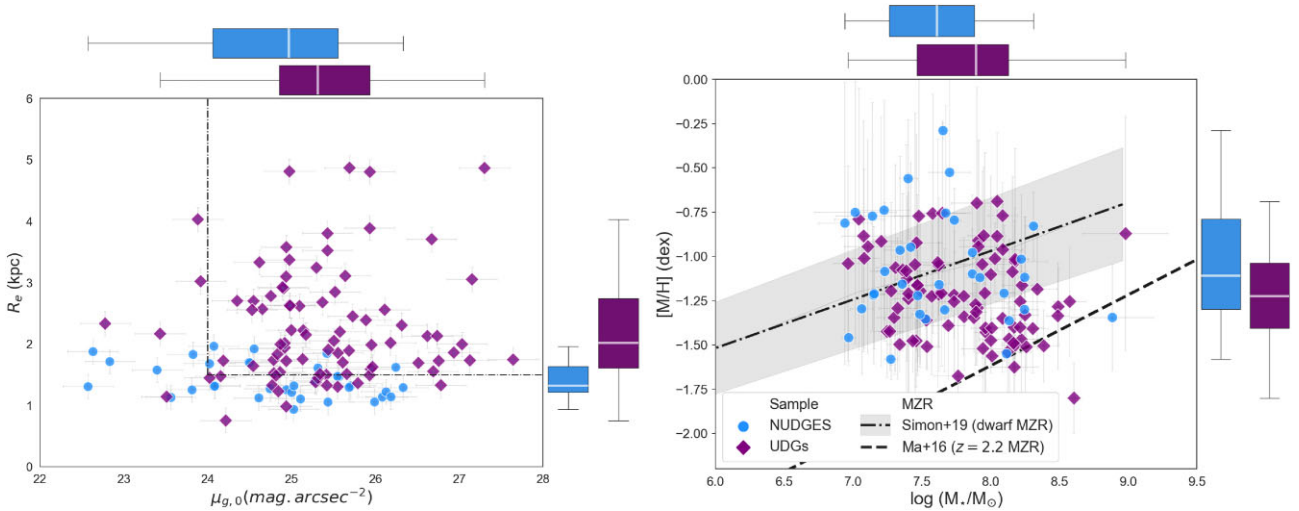 6
5
4
3
2
1
0
R_e (kpc)
22 23 24 25 26 27 28
μ_{g,0}(mag. arcsec^{−2})
0.00
−0.25
−0.50
−0.75
−1.00
−1.25
−1.50
−1.75
−2.00
[M/H] (dex)
Sample
NUDGES
UDGs
MZR
Simon+19 (dwarf MZR)
Ma+16 (z = 2.2 MZR)
6.0 6.5 7.0 7.5 8.0 8.5 9.0 9.5
log (M⋆/M⊙)